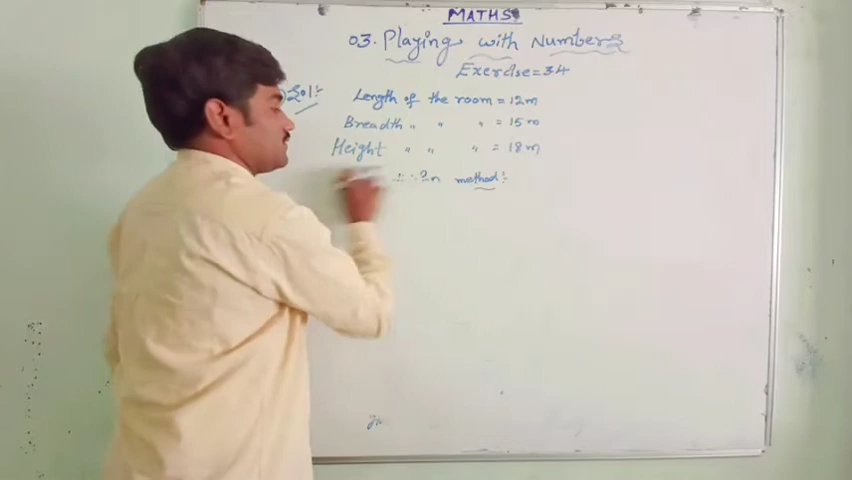 MATHS
03. Playing with Numbers
Exercise = 3.4
Sol:
Length of the room = 12m
Breadth " " " = 15m
Height " " " = 18m
method: